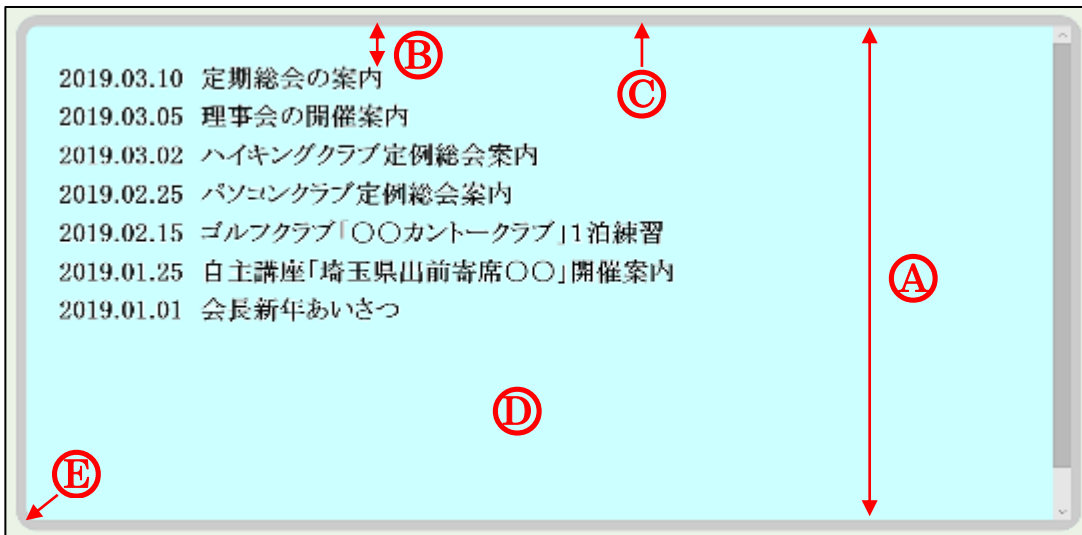 Ⓑ
Ⓒ
2019.03.10 定期総会の案内
2019.03.05 理事会の開催案内
2019.03.02 ハイキングクラブ定例総会案内
2019.02.25 パソコンクラブ定例総会案内
2019.02.15 ゴルフクラブ「〇〇カントークラブ」1泊練習
2019.01.25 自主講座「埼玉県出前寄席〇〇」開催案内
Ⓐ
2019.01.01 会長新年あいさつ
Ⓓ
Ⓔ